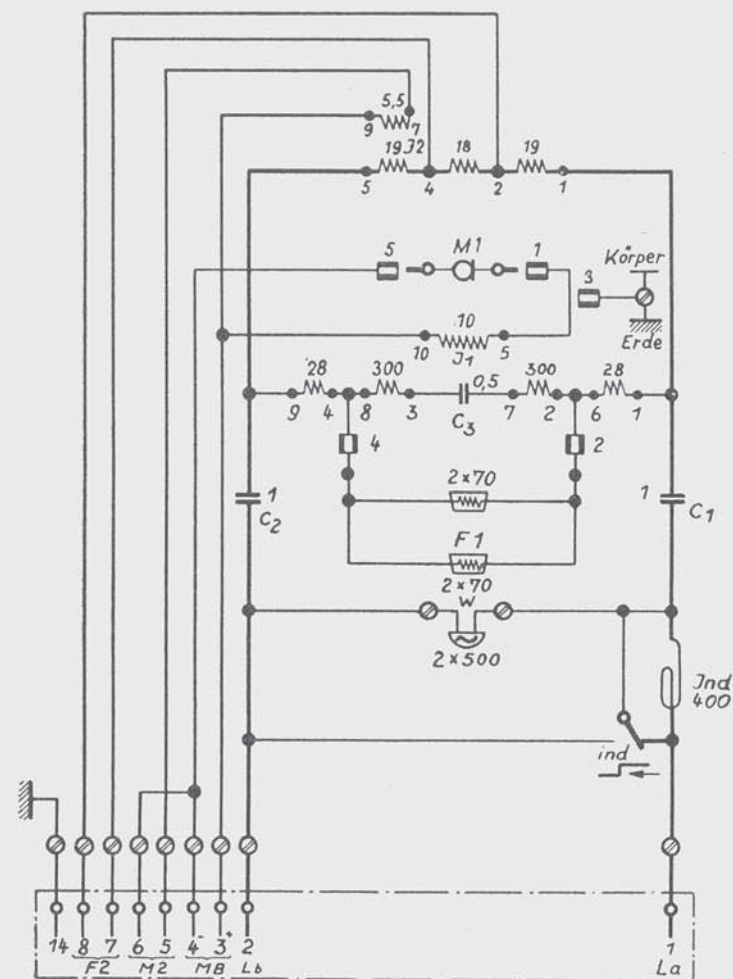 5,5
9 7
19 J2 18 19
5 4 2 1
5 M1 1 Körper
3
10
10 J1 5 Erde
28 300 0,5 300 28
9 4 8 3 C3 7 2 6 1
4 2
2×70
1 1
C2 C1
F1
2×70
W
2×500
Jnd
400
ind
14 8 7 6 5 4⁻ 3⁺ 2 1
F2 M2 MB Lb La